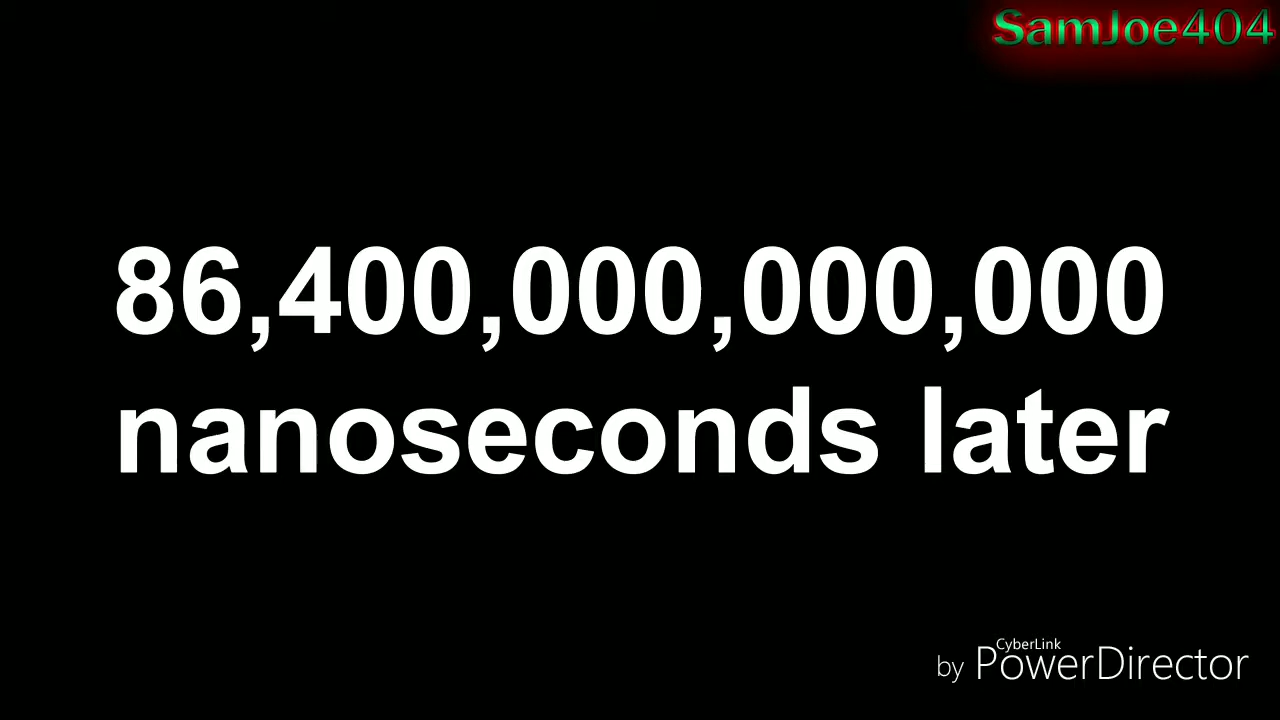 SamJoe404
86,400,000,000,000
nanoseconds later
CyberLink
by PowerDirector